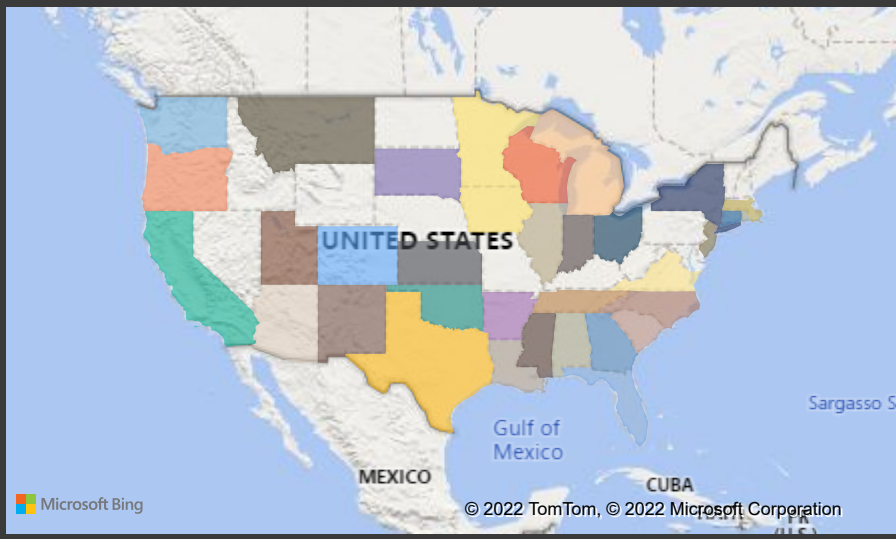 UNITED STATES
Sargasso S
Gulf of
Mexico
MEXICO
CUBA
Microsoft Bing
© 2022 TomTom, © 2022 Microsoft Corporation